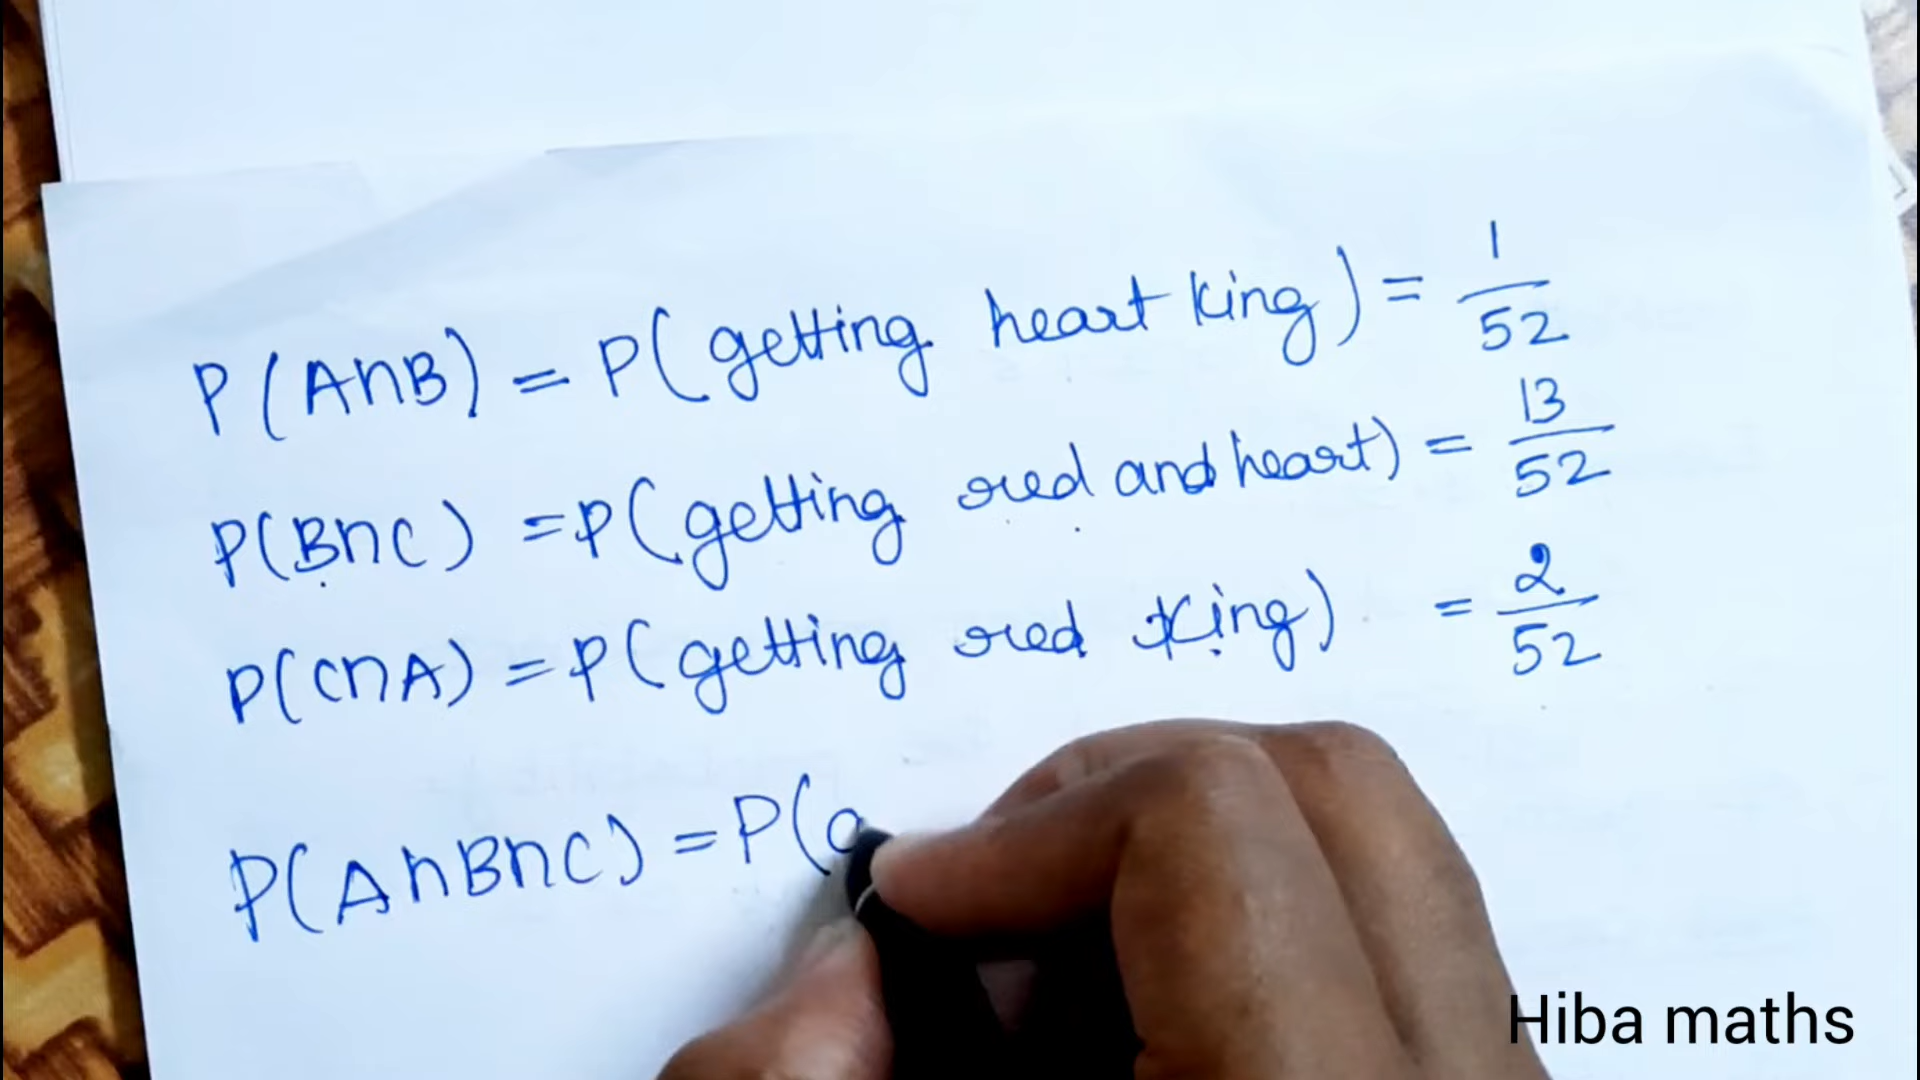 P(A∩B) = P(getting heart king) = 1/52
P(B∩C) = P(getting red and heart) = 13/52
P(C∩A) = P(getting red king) = 2/52
P(A∩B∩C) = P(
Hiba maths